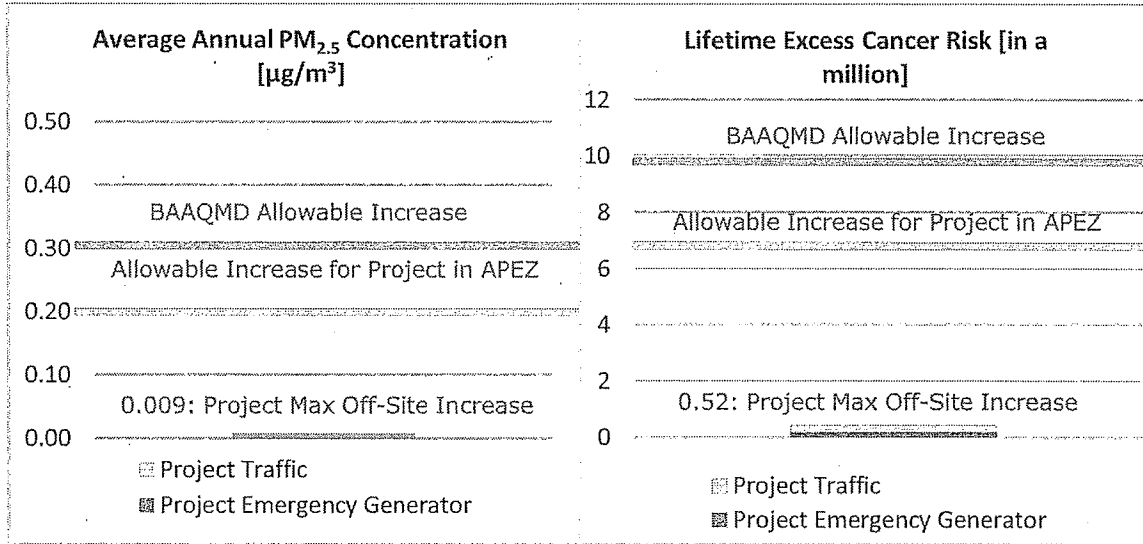 Average Annual PM2.5 Concentration
[µg/m³]
0.50
0.40
BAAQMD Allowable Increase
0.30
Allowable Increase for Project in APEZ
0.20
0.10
0.009: Project Max Off-Site Increase
0.00
Project Traffic
Project Emergency Generator
Lifetime Excess Cancer Risk [in a
million]
12
BAAQMD Allowable Increase
10
8
Allowable Increase for Project in APEZ
6
4
2
0.52: Project Max Off-Site Increase
0
Project Traffic
Project Emergency Generator